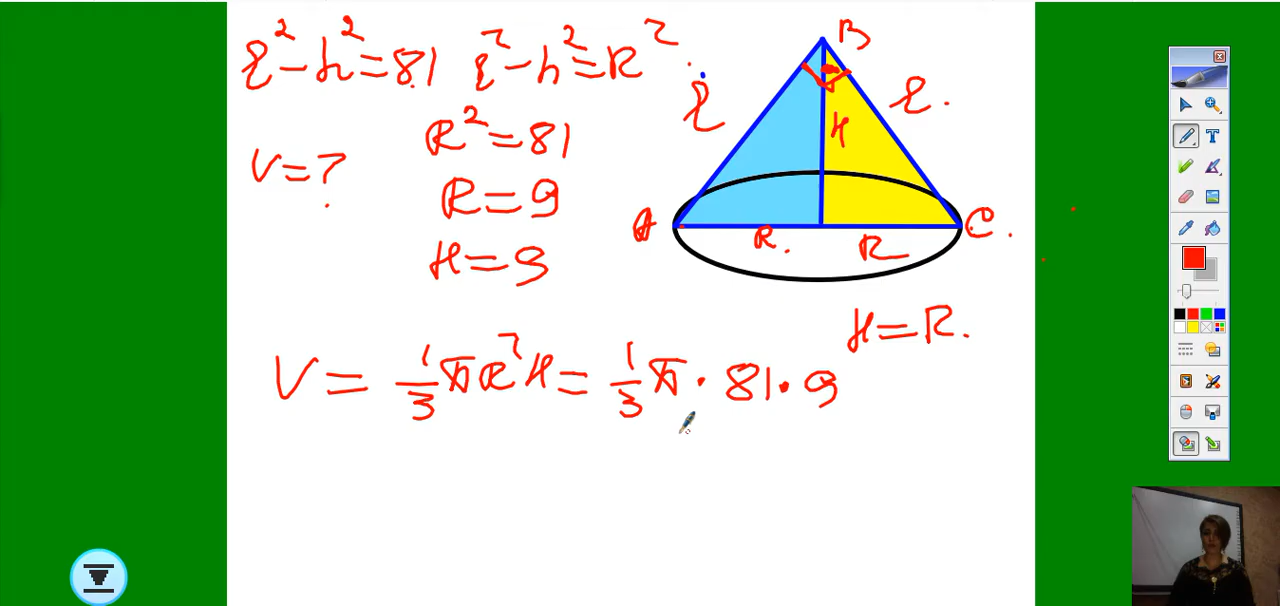 ℓ² – h² = 81 ℓ² – h² = R²
R² = 81
V = ?
R = 9
H = 9
V = 1/3 πR²H = 1/3 π · 81 · 9
H = R.
B
ℓ
ℓ.
H
A
C.
R.
R
T